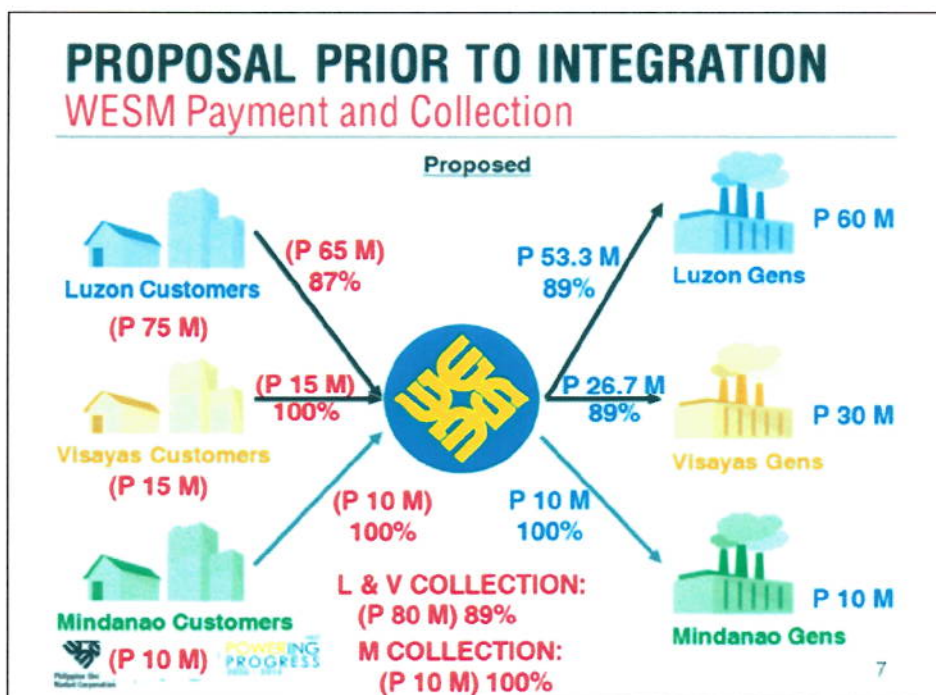 PROPOSAL PRIOR TO INTEGRATION
WESM Payment and Collection
Proposed
Luzon Customers
(P 75 M)
(P 65 M)
87%
P 53.3 M
89%
Luzon Gens
P 60 M
Visayas Customers
(P 15 M)
(P 15 M)
100%
P 26.7 M
89%
Visayas Gens
P 30 M
Mindanao Customers
(P 10 M)
(P 10 M)
100%
P 10 M
100%
Mindanao Gens
P 10 M
L & V COLLECTION:
(P 80 M) 89%
M COLLECTION:
(P 10 M) 100%
POWERING
PROGRESS
7